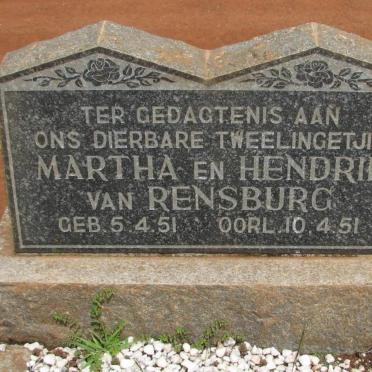 TER GEDAGTENIS AAN
ONS DIERBARE TWEELINGETJI
MARTHA EN HENDRI
VAN RENSBURG
GEB. 5.4.51 OORL. 10.4.51